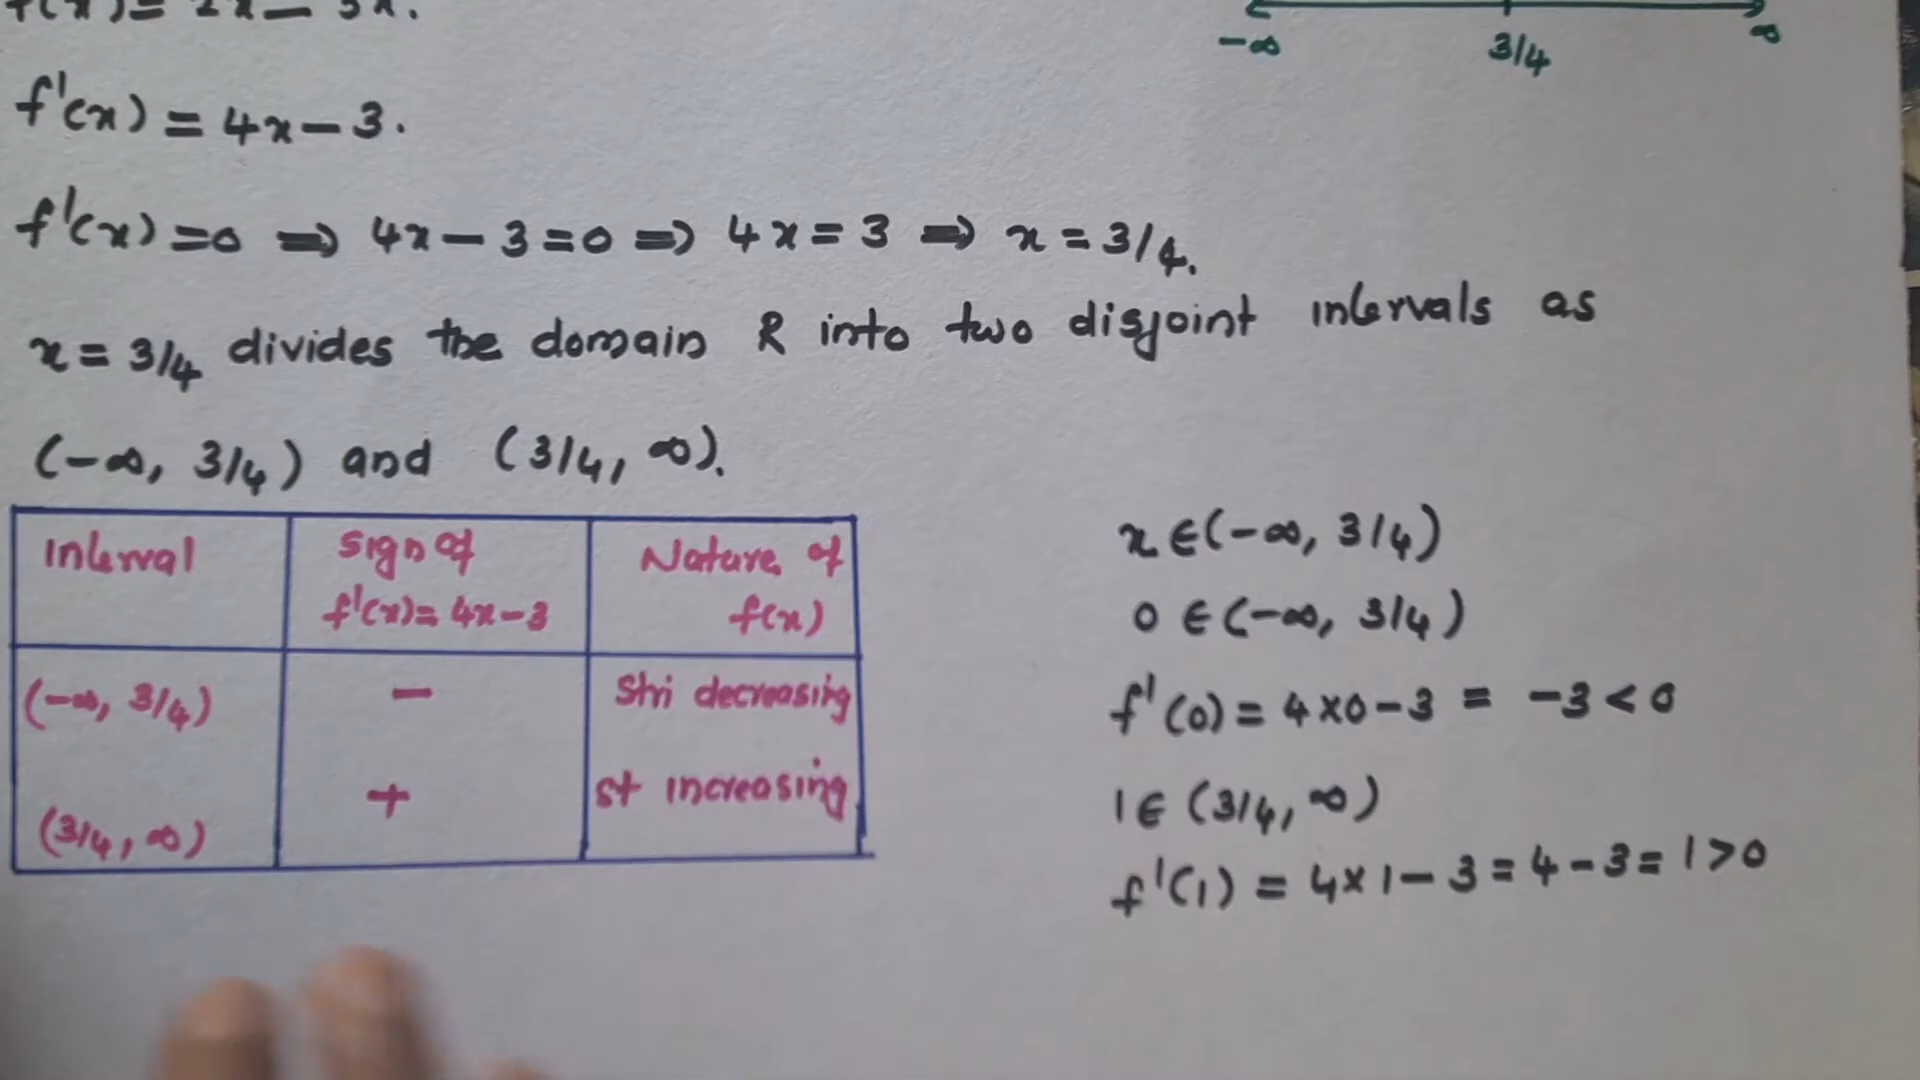 f(x) = 2x - 3x.
-∞ 3/4 ∞
f'(x) = 4x - 3.
f'(x) = 0 ⇒ 4x - 3 = 0 ⇒ 4x = 3 ⇒ x = 3/4.
x = 3/4 divides the domain R into two disjoint intervals as
(-∞, 3/4) and (3/4, ∞).
Interval
Sign of
f'(x) = 4x - 3
Nature of
f(x)
(-∞, 3/4)
-
Stri decreasing
(3/4, ∞)
+
st increasing
x ∈ (-∞, 3/4)
0 ∈ (-∞, 3/4)
f'(0) = 4×0 - 3 = -3 < 0
1 ∈ (3/4, ∞)
f'(1) = 4×1 - 3 = 4 - 3 = 1 > 0